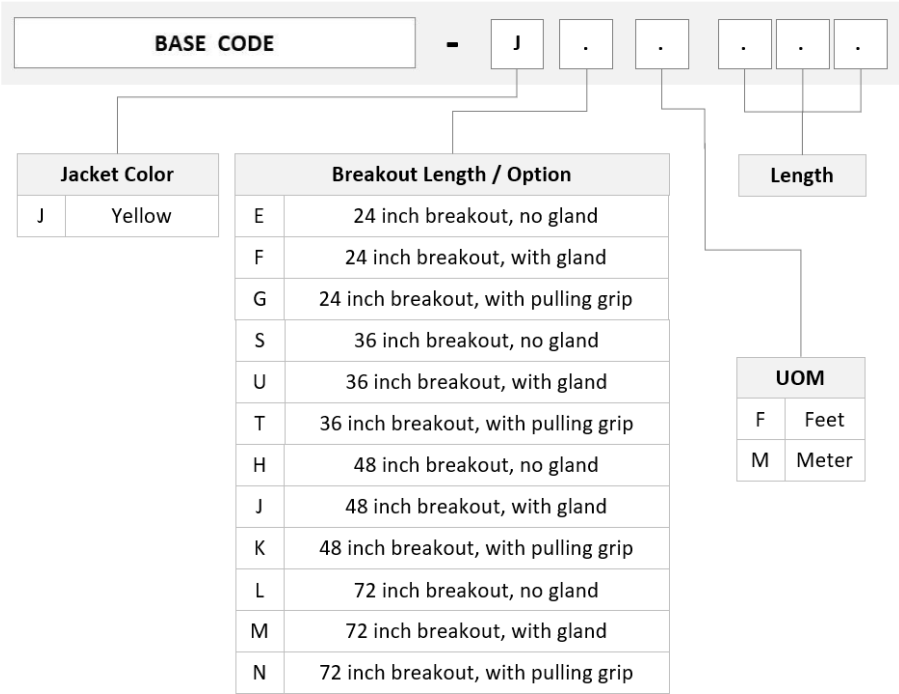 BASE CODE - J . . . . .
Jacket Color
J Yellow
Breakout Length / Option
E 24 inch breakout, no gland
F 24 inch breakout, with gland
G 24 inch breakout, with pulling grip
S 36 inch breakout, no gland
U 36 inch breakout, with gland
T 36 inch breakout, with pulling grip
H 48 inch breakout, no gland
J 48 inch breakout, with gland
K 48 inch breakout, with pulling grip
L 72 inch breakout, no gland
M 72 inch breakout, with gland
N 72 inch breakout, with pulling grip
Length
UOM
F Feet
M Meter